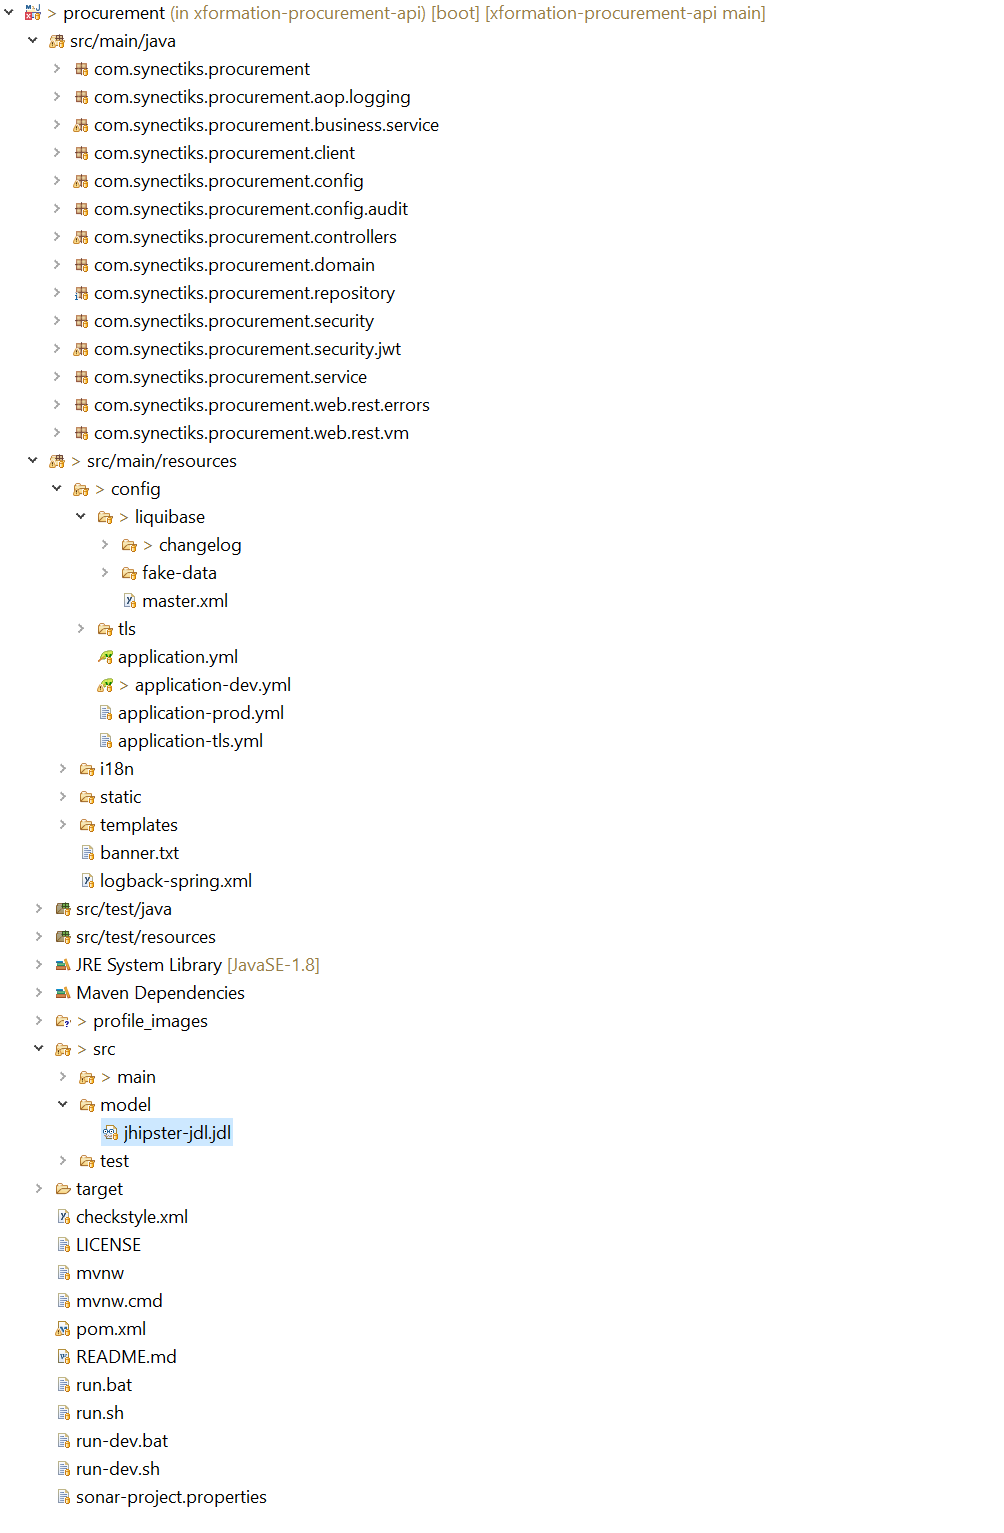 > procurement (in xformation-procurement-api) [boot] [xformation-procurement-api main]
src/main/java
com.synectiks.procurement
com.synectiks.procurement.aop.logging
com.synectiks.procurement.business.service
com.synectiks.procurement.client
com.synectiks.procurement.config
com.synectiks.procurement.config.audit
com.synectiks.procurement.controllers
com.synectiks.procurement.domain
com.synectiks.procurement.repository
com.synectiks.procurement.security
com.synectiks.procurement.security.jwt
com.synectiks.procurement.service
com.synectiks.procurement.web.rest.errors
com.synectiks.procurement.web.rest.vm
> src/main/resources
> config
> liquibase
> changelog
fake-data
master.xml
tls
application.yml
> application-dev.yml
application-prod.yml
application-tls.yml
i18n
static
templates
banner.txt
logback-spring.xml
src/test/java
src/test/resources
JRE System Library [JavaSE-1.8]
Maven Dependencies
> profile_images
> src
> main
model
jhipster-jdl.jdl
test
target
checkstyle.xml
LICENSE
mvnw
mvnw.cmd
pom.xml
README.md
run.bat
run.sh
run-dev.bat
run-dev.sh
sonar-project.properties